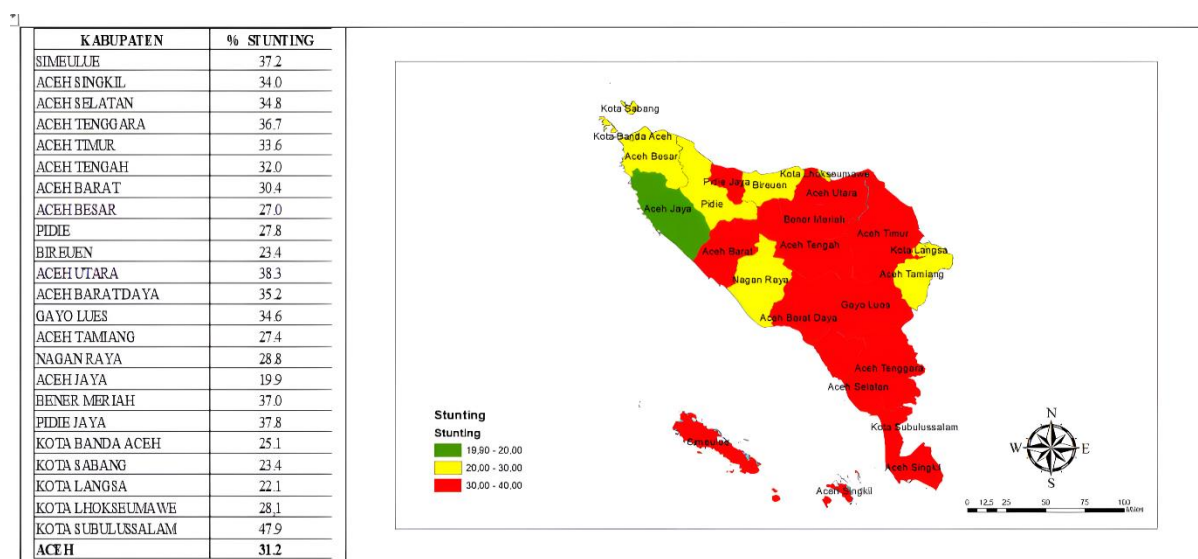 KABUPATEN % STUNTING
SIMEULUE 37.2
ACEH SINGKIL 34.0
ACEH SELATAN 34.8
ACEH TENGGARA 36.7
ACEH TIMUR 33.6
ACEH TENGAH 32.0
ACEH BARAT 30.4
ACEH BESAR 27.0
PIDIE 27.8
BIREUEN 23.4
ACEH UTARA 38.3
ACEH BARATDAYA 35.2
GAYO LUES 34.6
ACEH TAMIANG 27.4
NAGAN RAYA 28.8
ACEH JAYA 19.9
BENER MERIAH 37.0
PIDIE JAYA 37.8
KOTA BANDA ACEH 25.1
KOTA SABANG 23.4
KOTA LANGSA 22.1
KOTA LHOKSEUMAWE 28,1
KOTA SUBULUSSALAM 47.9
ACEH 31.2
Kota Sabang
Kota Banda Aceh
Aceh Besar
Pidie Jaya
Kota Lhokseumawe
Bireuen
Aceh Utara
Aceh Jaya
Pidie
Bener Meriah
Aceh Timur
Aceh Barat
Aceh Tengah
Kota Langsa
Nagan Raya
Aceh Tamiang
Gayo Lues
Aceh Barat Daya
Aceh Tenggara
Aceh Selatan
Kota Subulussalam
Simeulue
Aceh Singkil
Aceh Singkil
Stunting
Stunting
19,90 - 20,00
20,00 - 30,00
30,00 - 40,00
N
W E
S
0 12,5 25 50 75 100